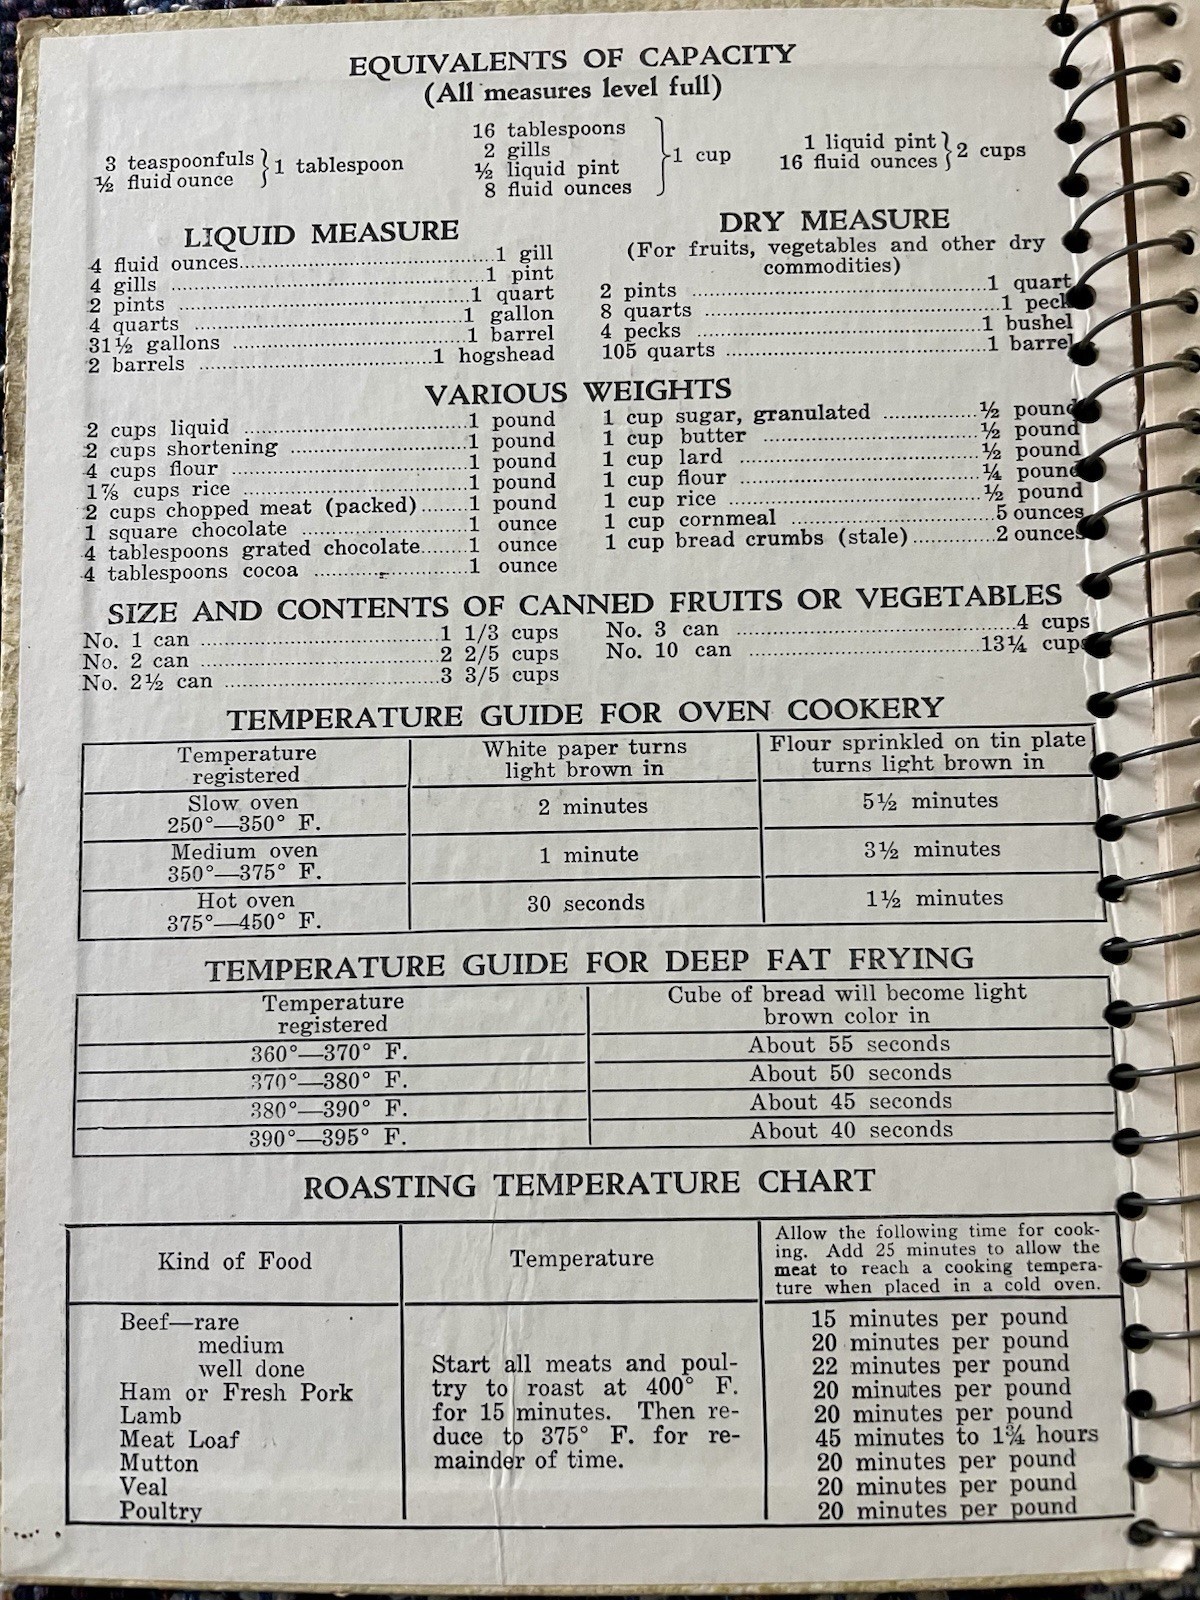 EQUIVALENTS OF CAPACITY
(All measures level full)
3 teaspoonfuls
½ fluid ounce
} 1 tablespoon
16 tablespoons
2 gills
½ liquid pint
8 fluid ounces
} 1 cup
1 liquid pint
16 fluid ounces
} 2 cups
LIQUID MEASURE
4 fluid ounces....................1 gill
4 gills ....................1 pint
2 pints ....................1 quart
4 quarts ....................1 gallon
31½ gallons ....................1 barrel
2 barrels ....................1 hogshead
DRY MEASURE
(For fruits, vegetables and other dry
commodities)
2 pints ....................1 quart
8 quarts ....................1 peck
4 pecks ....................1 bushel
105 quarts ....................1 barrel
VARIOUS WEIGHTS
2 cups liquid ....................1 pound
2 cups shortening ....................1 pound
4 cups flour ....................1 pound
1⅞ cups rice ....................1 pound
2 cups chopped meat (packed).......1 pound
1 square chocolate ....................1 ounce
4 tablespoons grated chocolate.......1 ounce
4 tablespoons cocoa ....................1 ounce
1 cup sugar, granulated ..............½ pound
1 cup butter ....................½ pound
1 cup lard ....................½ pound
1 cup flour ....................¼ pound
1 cup rice ....................½ pound
1 cup cornmeal ....................5 ounces
1 cup bread crumbs (stale)............2 ounces
SIZE AND CONTENTS OF CANNED FRUITS OR VEGETABLES
No. 1 can ....................1 1/3 cups
No. 2 can ....................2 2/5 cups
No. 2½ can ....................3 3/5 cups
No. 3 can ....................4 cups
No. 10 can ....................13¼ cups
TEMPERATURE GUIDE FOR OVEN COOKERY
Temperature
registered
White paper turns
light brown in
Flour sprinkled on tin plate
turns light brown in
Slow oven
250°—350° F.
2 minutes
5½ minutes
Medium oven
350°—375° F.
1 minute
3½ minutes
Hot oven
375°—450° F.
30 seconds
1½ minutes
TEMPERATURE GUIDE FOR DEEP FAT FRYING
Temperature
registered
Cube of bread will become light
brown color in
360°—370° F.
About 55 seconds
370°—380° F.
About 50 seconds
380°—390° F.
About 45 seconds
390°—395° F.
About 40 seconds
ROASTING TEMPERATURE CHART
Kind of Food
Temperature
Allow the following time for cook-
ing. Add 25 minutes to allow the
meat to reach a cooking tempera-
ture when placed in a cold oven.
Beef—rare
medium
well done
Ham or Fresh Pork
Lamb
Meat Loaf
Mutton
Veal
Poultry
Start all meats and poul-
try to roast at 400° F.
for 15 minutes. Then re-
duce to 375° F. for re-
mainder of time.
15 minutes per pound
20 minutes per pound
22 minutes per pound
20 minutes per pound
20 minutes per pound
45 minutes to 1¾ hours
20 minutes per pound
20 minutes per pound
20 minutes per pound